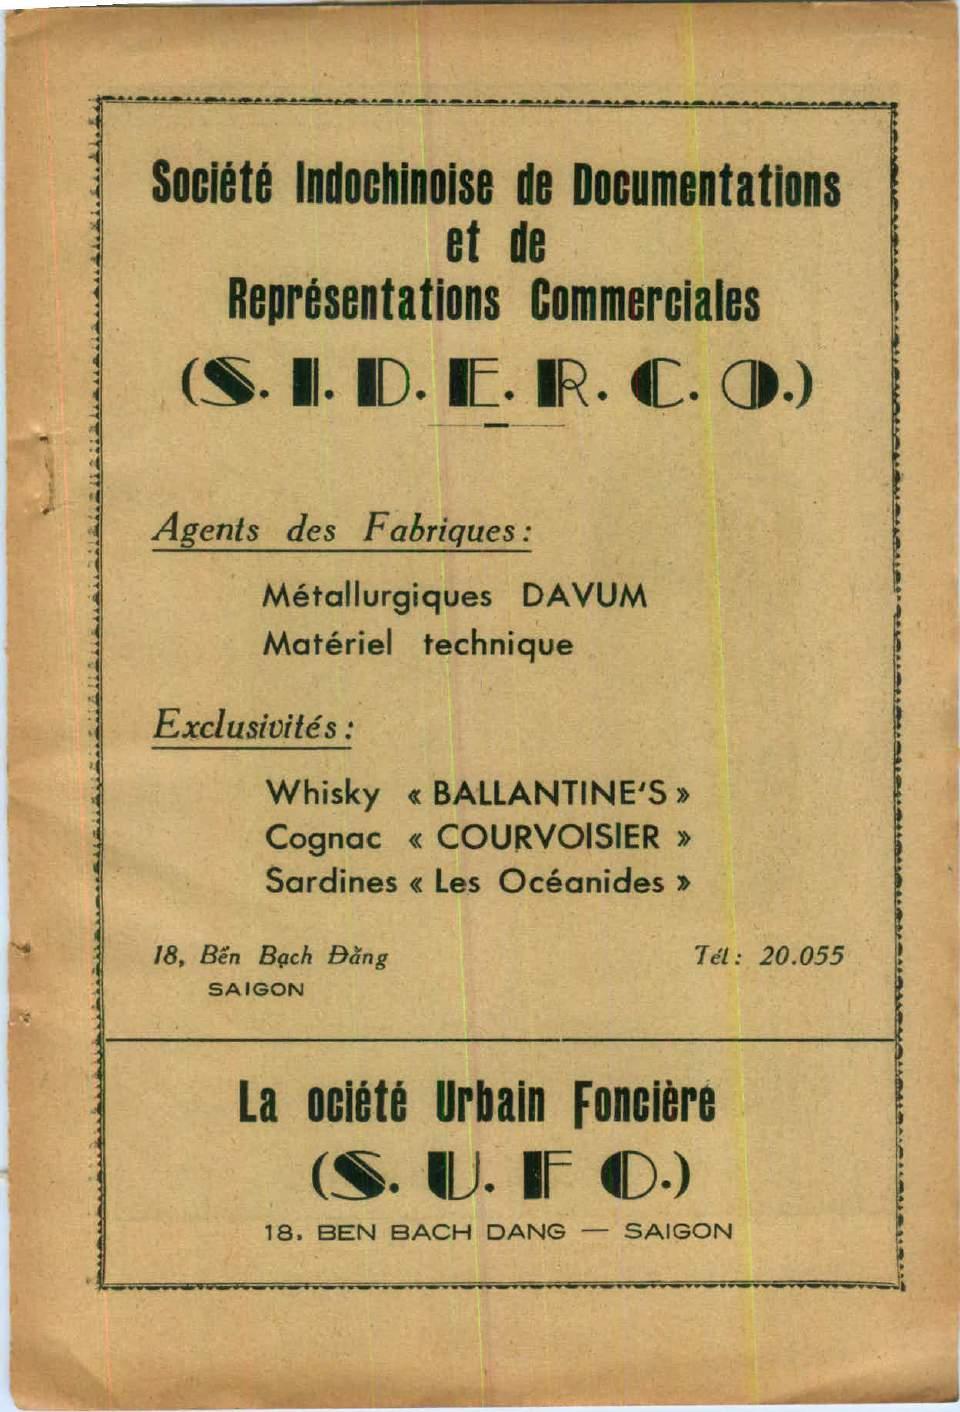 Société Indochinoise de Documentations
et de
Représentations Commerciales
(S. I. D. E. R. C. O.)
Agents des Fabriques :
Métallurgiques DAVUM
Matériel technique
Exclusivités :
Whisky « BALLANTINE'S »
Cognac « COURVOISIER »
Sardines « Les Océanides »
18, Bến Bạch Đằng Tél : 20.055
SAIGON
La ociété Urbain Foncière
(S. U. F O.)
18. BEN BACH DANG — SAIGON